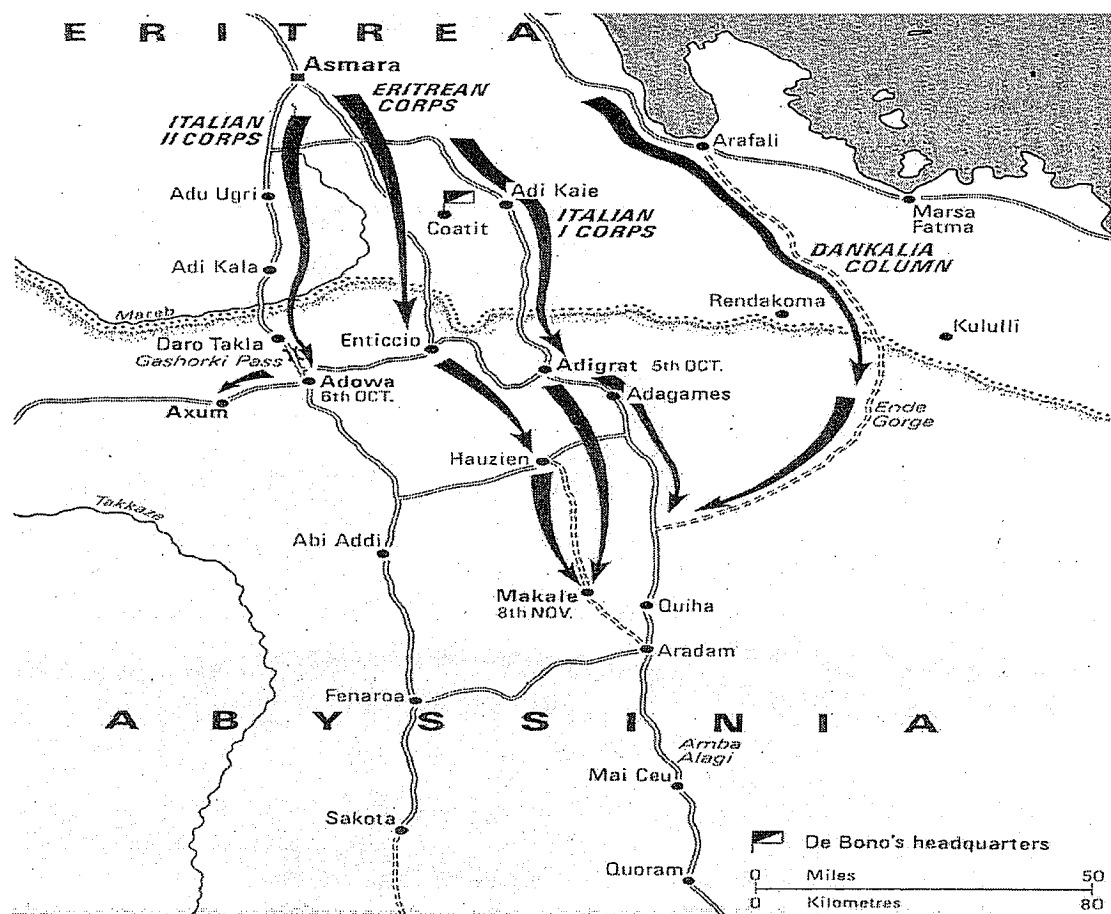 ERITREA
Asmara
ERITREAN
CORPS
ITALIAN
II CORPS
Arafali
Adu Ugri
Adi Kaie
Coatit
ITALIAN
I CORPS
Marsa
Fatma
DANKALIA
COLUMN
Adi Kala
Rendakoma
Mareb
Kululli
Daro Takla
Gashorki Pass
Enticcio
Adowa
6th OCT.
Adigrat 5th OCT.
Adagames
Axum
Ende
Gorge
Hauzien
Takkaze
Abi Addi
Makale
8th NOV.
Quiha
Aradam
Fenaroa
ABYSSINIA
Amba
Alagi
Mai Ceu
Sakota
De Bono's headquarters
Quoram
0 Miles 50
0 Kilometres 80